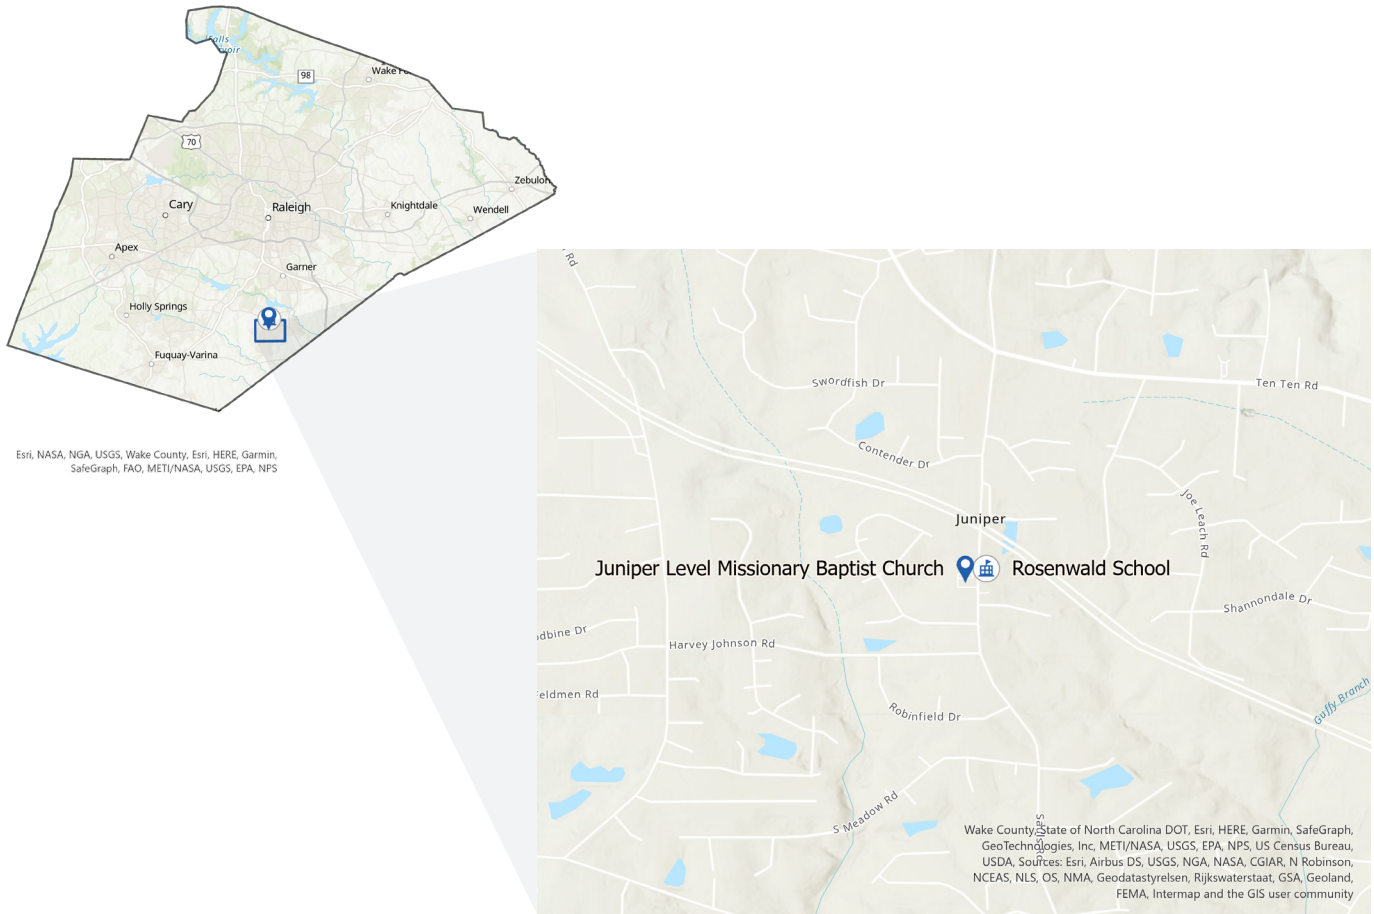 Falls
98
Wake
70
Zebulon
Cary
Raleigh
Knightdale
Wendell
Apex
Garner
Holly Springs
Fuquay-Varina
Esri, NASA, NGA, USGS, Wake County, Esri, HERE, Garmin,
SafeGraph, FAO, METI/NASA, USGS, EPA, NPS
Rd
Swordfish Dr
Ten Ten Rd
Contender Dr
Joe Leach Rd
Juniper
Juniper Level Missionary Baptist Church
Rosenwald School
Shannondale Dr
odbine Dr
Harvey Johnson Rd
Feldmen Rd
Robinfield Dr
Guffy Branch
S Meadow Rd
Sauls Rd
Wake County, State of North Carolina DOT, Esri, HERE, Garmin, SafeGraph,
GeoTechnologies, Inc, METI/NASA, USGS, EPA, NPS, US Census Bureau,
USDA, Sources: Esri, Airbus DS, USGS, NGA, NASA, CGIAR, N Robinson,
NCEAS, NLS, OS, NMA, Geodatastyrelsen, Rijkswaterstaat, GSA, Geoland,
FEMA, Intermap and the GIS user community